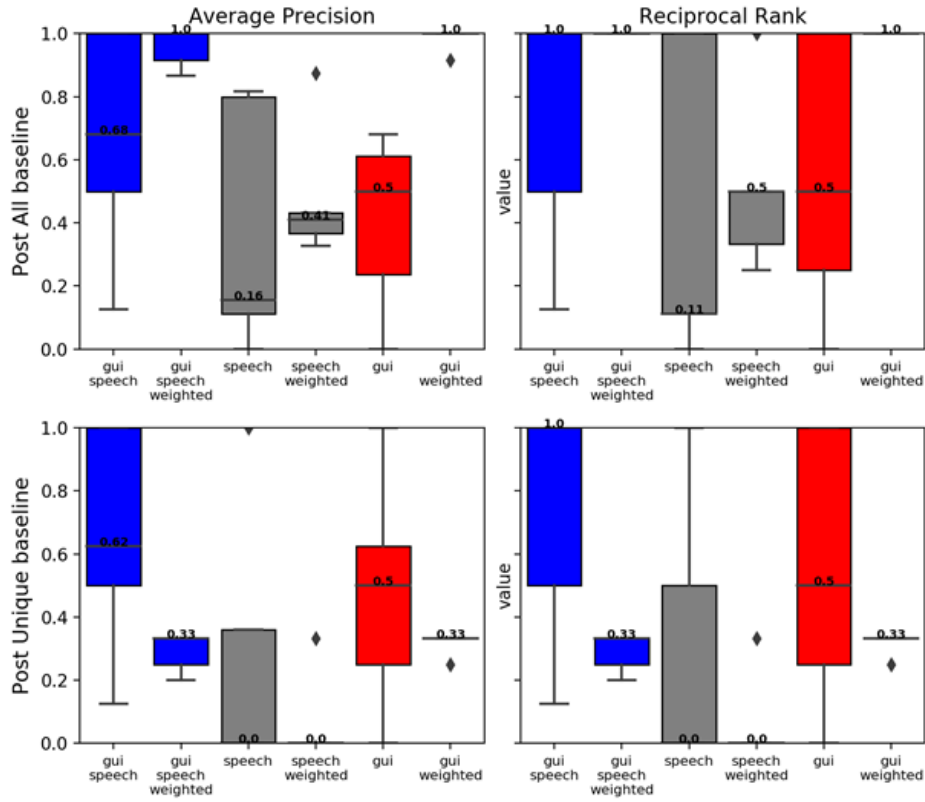 Average Precision
Reciprocal Rank
Post All baseline
1.0
0.8
0.6
0.4
0.2
0.0
0.68
1.0
0.16
0.41
0.5
1.0
gui
speech
gui
speech
weighted
speech
speech
weighted
gui
gui
weighted
value
1.0
1.0
0.11
0.5
0.5
1.0
gui
speech
gui
speech
weighted
speech
speech
weighted
gui
gui
weighted
Post Unique baseline
1.0
0.8
0.6
0.4
0.2
0.0
0.62
0.33
0.0
0.0
0.5
0.33
gui
speech
gui
speech
weighted
speech
speech
weighted
gui
gui
weighted
value
1.0
0.33
0.0
0.0
0.5
0.33
gui
speech
gui
speech
weighted
speech
speech
weighted
gui
gui
weighted